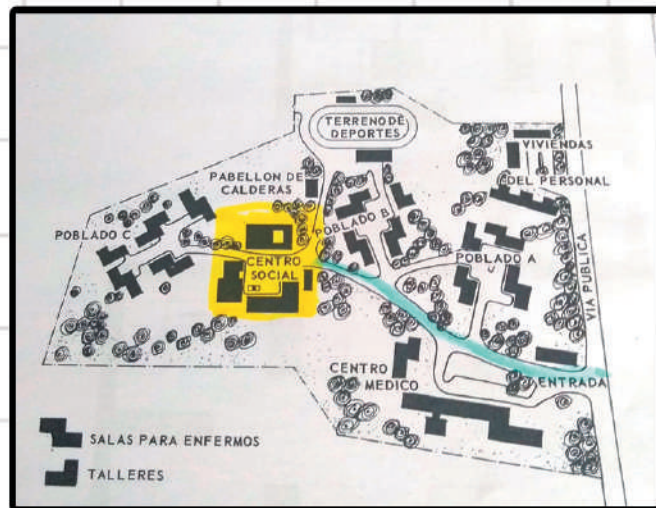 TERRENO DE
DEPORTES
VIVIENDAS
DEL PERSONAL
PABELLON DE
CALDERAS
POBLADO C
POBLADO B
CENTRO
SOCIAL
POBLADO A
VIA PUBLICA
CENTRO
MEDICO
ENTRADA
SALAS PARA ENFERMOS
TALLERES